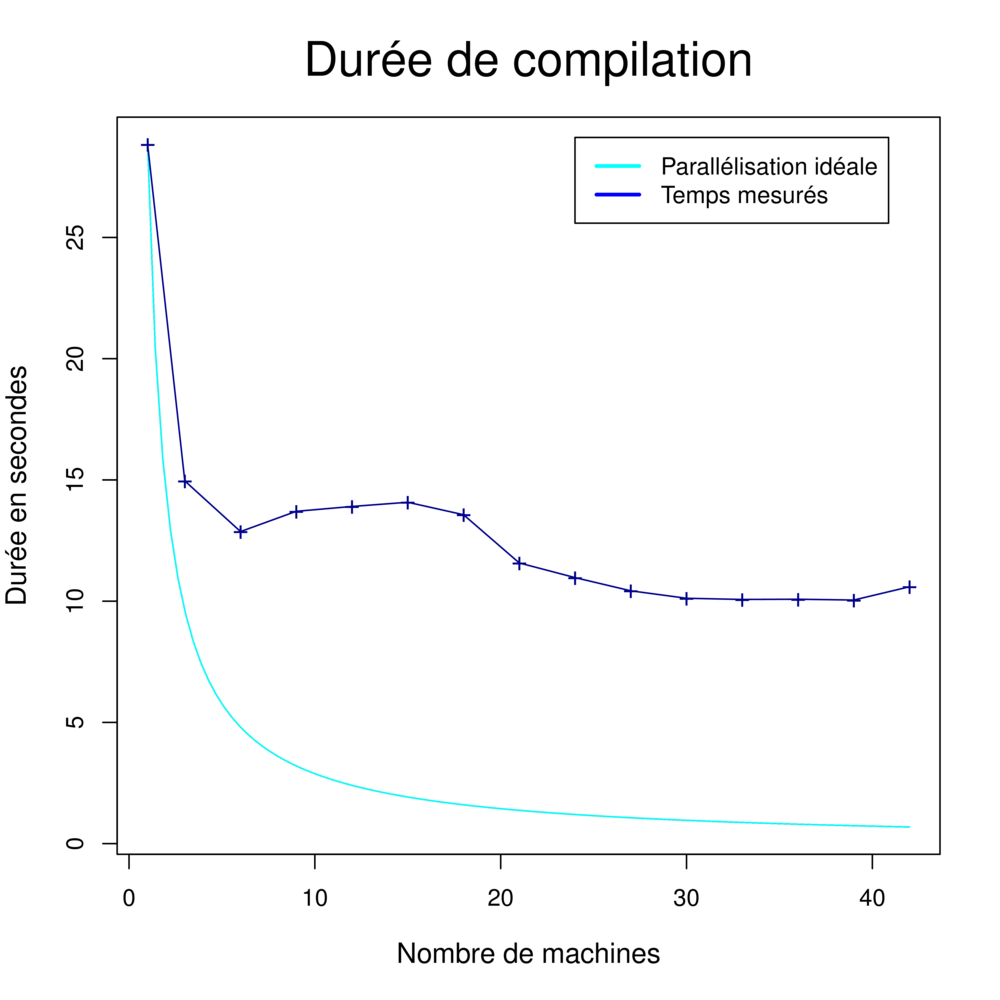 Durée de compilation
Parallélisation idéale
Temps mesurés
Durée en secondes
25
20
15
10
5
0
0 10 20 30 40
Nombre de machines